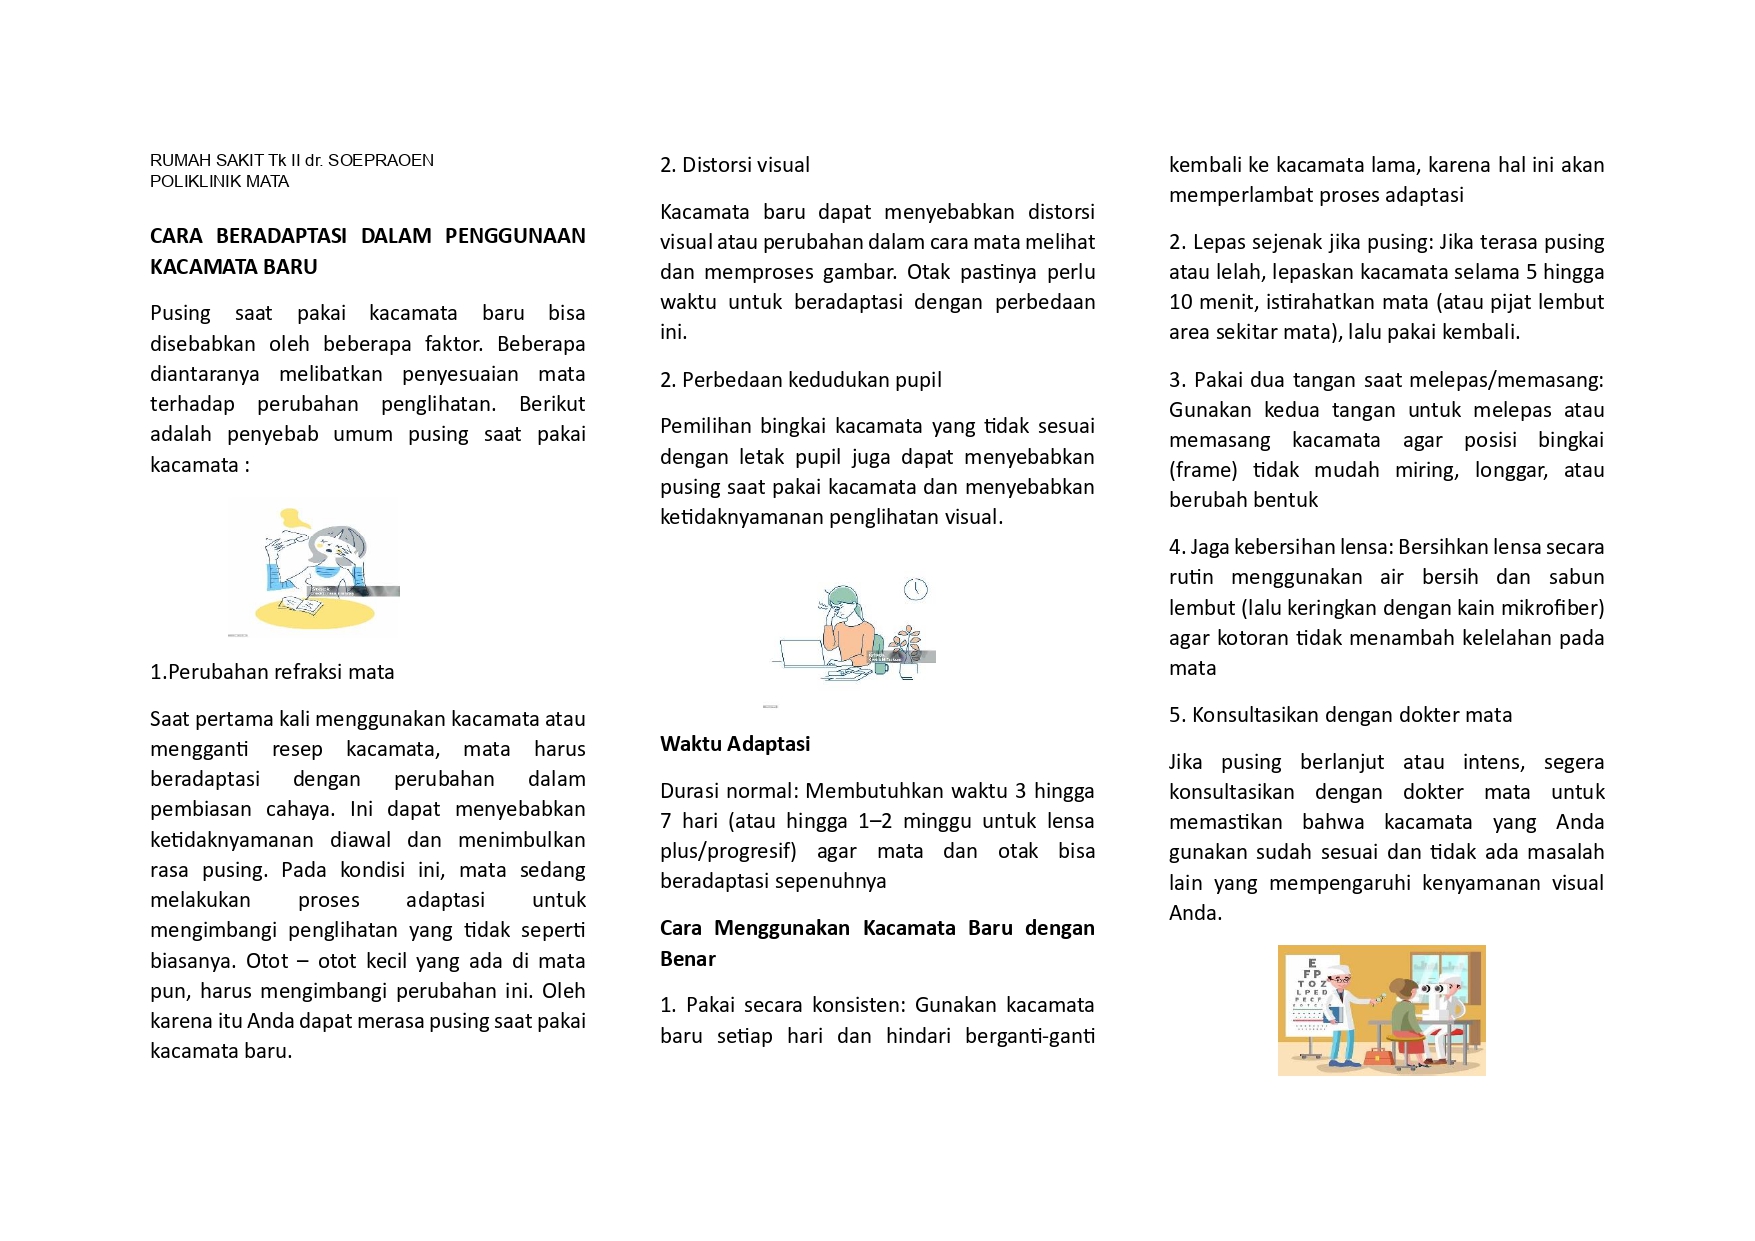 RUMAH SAKIT Tk II dr. SOEPRAOEN
POLIKLINIK MATA
CARA BERADAPTASI DALAM PENGGUNAAN
KACAMATA BARU
Pusing saat pakai kacamata baru bisa
disebabkan oleh beberapa faktor. Beberapa
diantaranya melibatkan penyesuaian mata
terhadap perubahan penglihatan. Berikut
adalah penyebab umum pusing saat pakai
kacamata :
1.Perubahan refraksi mata
Saat pertama kali menggunakan kacamata atau
mengganti resep kacamata, mata harus
beradaptasi dengan perubahan dalam
pembiasan cahaya. Ini dapat menyebabkan
ketidaknyamanan diawal dan menimbulkan
rasa pusing. Pada kondisi ini, mata sedang
melakukan proses adaptasi untuk
mengimbangi penglihatan yang tidak seperti
biasanya. Otot – otot kecil yang ada di mata
pun, harus mengimbangi perubahan ini. Oleh
karena itu Anda dapat merasa pusing saat pakai
kacamata baru.
2. Distorsi visual
Kacamata baru dapat menyebabkan distorsi
visual atau perubahan dalam cara mata melihat
dan memproses gambar. Otak pastinya perlu
waktu untuk beradaptasi dengan perbedaan
ini.
2. Perbedaan kedudukan pupil
Pemilihan bingkai kacamata yang tidak sesuai
dengan letak pupil juga dapat menyebabkan
pusing saat pakai kacamata dan menyebabkan
ketidaknyamanan penglihatan visual.
Waktu Adaptasi
Durasi normal: Membutuhkan waktu 3 hingga
7 hari (atau hingga 1–2 minggu untuk lensa
plus/progresif) agar mata dan otak bisa
beradaptasi sepenuhnya
Cara Menggunakan Kacamata Baru dengan
Benar
1. Pakai secara konsisten: Gunakan kacamata
baru setiap hari dan hindari berganti-ganti
kembali ke kacamata lama, karena hal ini akan
memperlambat proses adaptasi
2. Lepas sejenak jika pusing: Jika terasa pusing
atau lelah, lepaskan kacamata selama 5 hingga
10 menit, istirahatkan mata (atau pijat lembut
area sekitar mata), lalu pakai kembali.
3. Pakai dua tangan saat melepas/memasang:
Gunakan kedua tangan untuk melepas atau
memasang kacamata agar posisi bingkai
(frame) tidak mudah miring, longgar, atau
berubah bentuk
4. Jaga kebersihan lensa: Bersihkan lensa secara
rutin menggunakan air bersih dan sabun
lembut (lalu keringkan dengan kain mikrofiber)
agar kotoran tidak menambah kelelahan pada
mata
5. Konsultasikan dengan dokter mata
Jika pusing berlanjut atau intens, segera
konsultasikan dengan dokter mata untuk
memastikan bahwa kacamata yang Anda
gunakan sudah sesuai dan tidak ada masalah
lain yang mempengaruhi kenyamanan visual
Anda.
E
F P
T O Z
L P E D